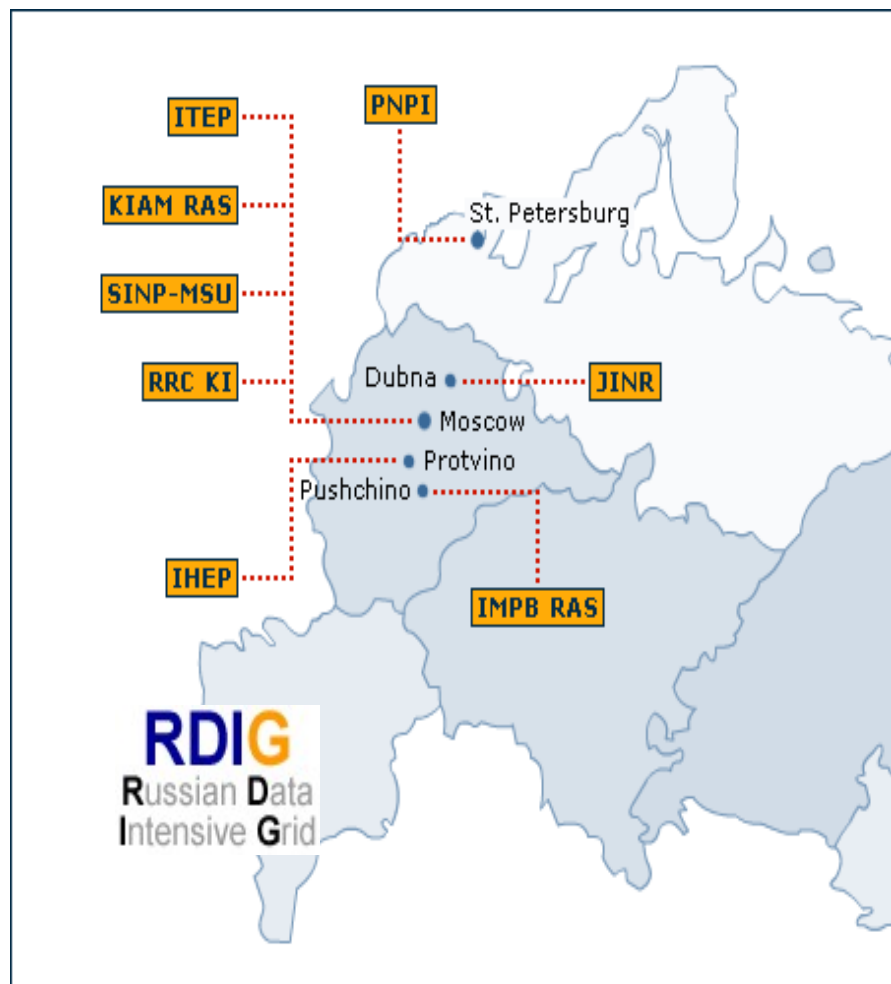 PNPI
ITEP
KIAM RAS
St. Petersburg
SINP-MSU
RRC KI
Dubna
JINR
Moscow
Protvino
Pushchino
IHEP
IMPB RAS
RDIG
Russian Data
Intensive Grid